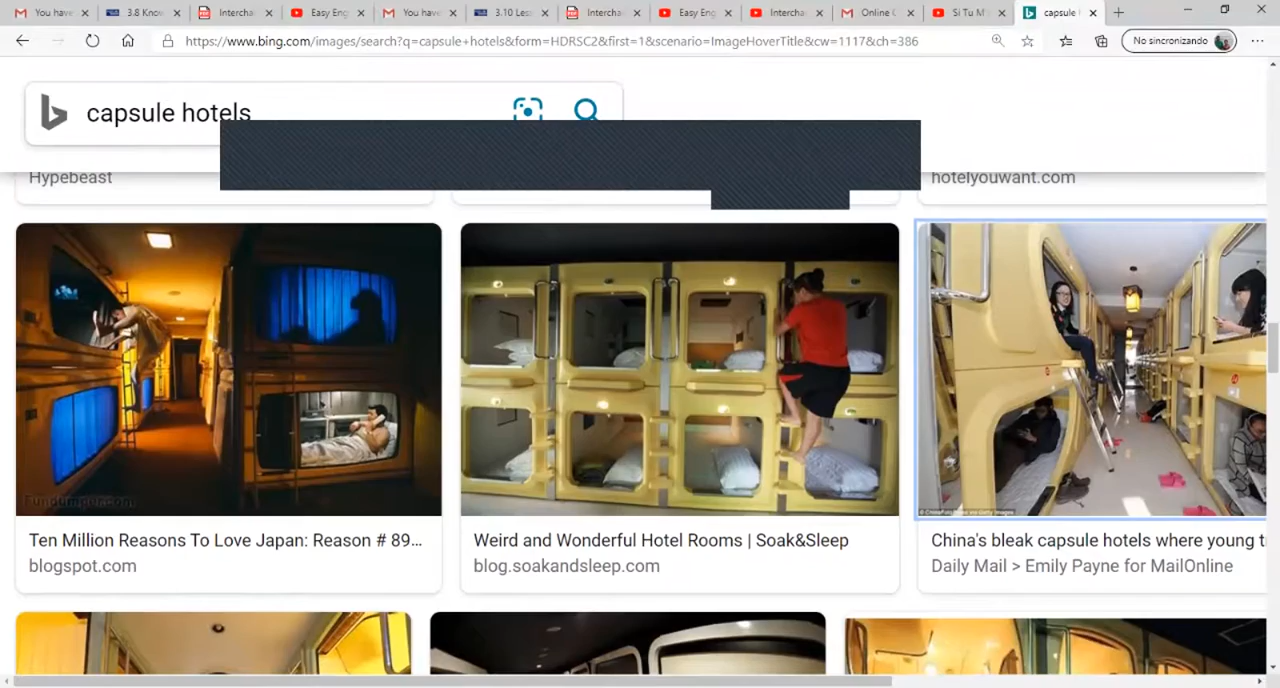 You have
3.8 Know
Intercha
Easy Eng
You have
3.10 Les
Intercha
Easy Eng
Intercha
Online C
Si Tu M
capsule
https://www.bing.com/images/search?q=capsule+hotels&form=HDRSC2&first=1&scenario=ImageHoverTitle&cw=1117&ch=386
No sincronizando
capsule hotels
Hypebeast
hotelyouwant.com
Fundumper.com
Ten Million Reasons To Love Japan: Reason # 89...
blogspot.com
Weird and Wonderful Hotel Rooms | Soak&Sleep
blog.soakandsleep.com
China's bleak capsule hotels where young t
Daily Mail > Emily Payne for MailOnline